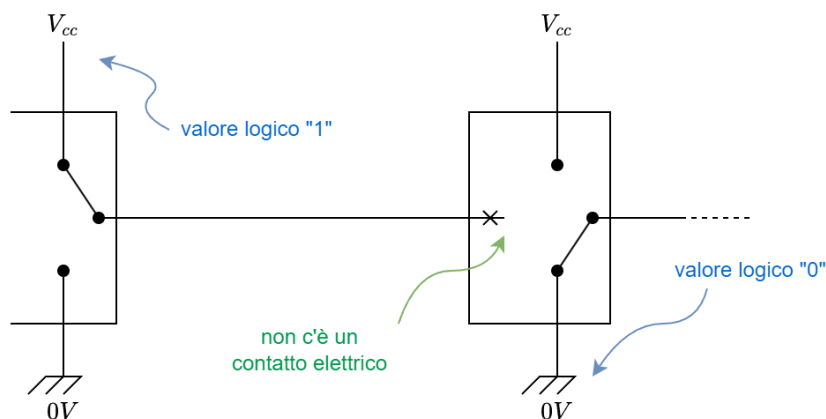 Vcc
Vcc
valore logico "1"
valore logico "0"
non c'è un
contatto elettrico
0V
0V